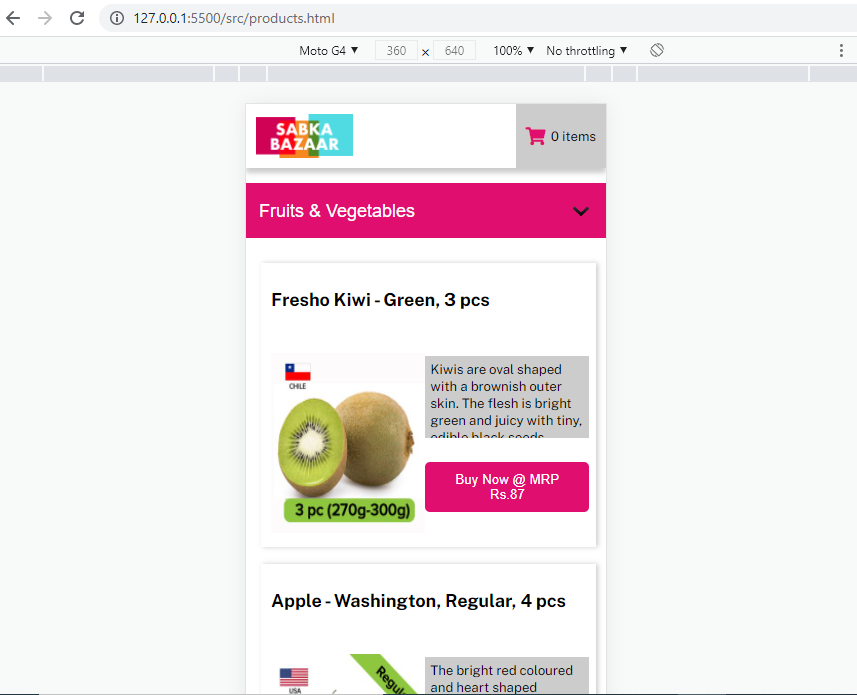 127.0.0.1:5500/src/products.html
Moto G4 ▼ 360 x 640 100% ▼ No throttling ▼
SABKA
BAZAAR
0 items
Fruits & Vegetables
Fresho Kiwi - Green, 3 pcs
CHILE
Kiwis are oval shaped
with a brownish outer
skin. The flesh is bright
green and juicy with tiny,
edible black seeds
3 pc (270g-300g)
Buy Now @ MRP
Rs.87
Apple - Washington, Regular, 4 pcs
USA
The bright red coloured
and heart shaped